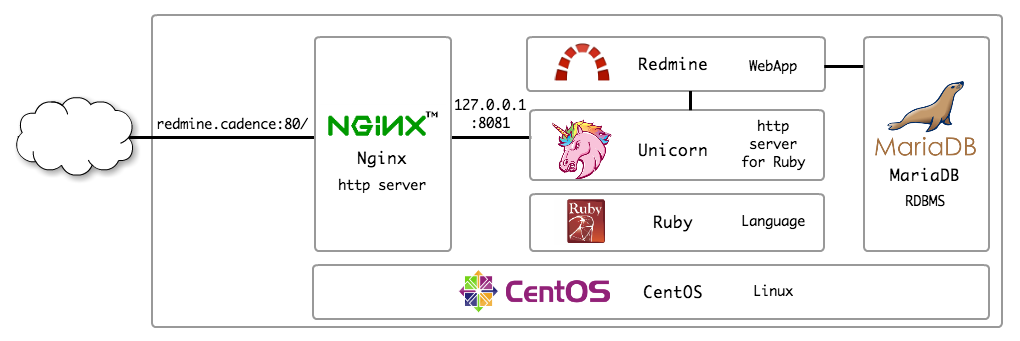 redmine.cadence:80/
NGiNX™
Nginx
http server
127.0.0.1
:8081
Redmine WebApp
Unicorn
http
server
for Ruby
Ruby
Ruby Language
MariaDB
MariaDB
RDBMS
CentOS CentOS Linux